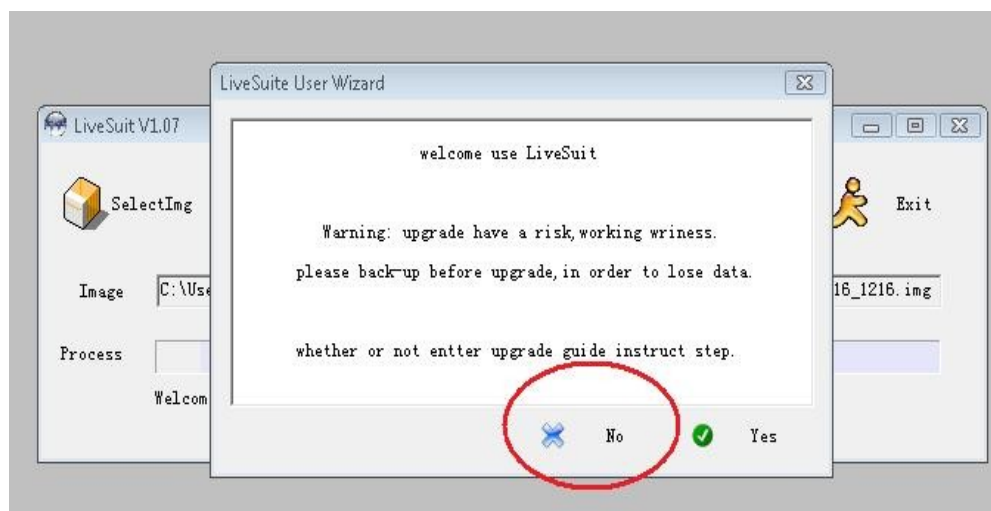 LiveSuite User Wizard
LiveSuit V1.07
welcome use LiveSuit
SelectImg
Exit
Warning: upgrade have a risk,working wriness.
please back-up before upgrade,in order to lose data.
Image
C:\Use
16_1216.img
Process
whether or not entter upgrade guide instruct step.
Welcom
No
Yes